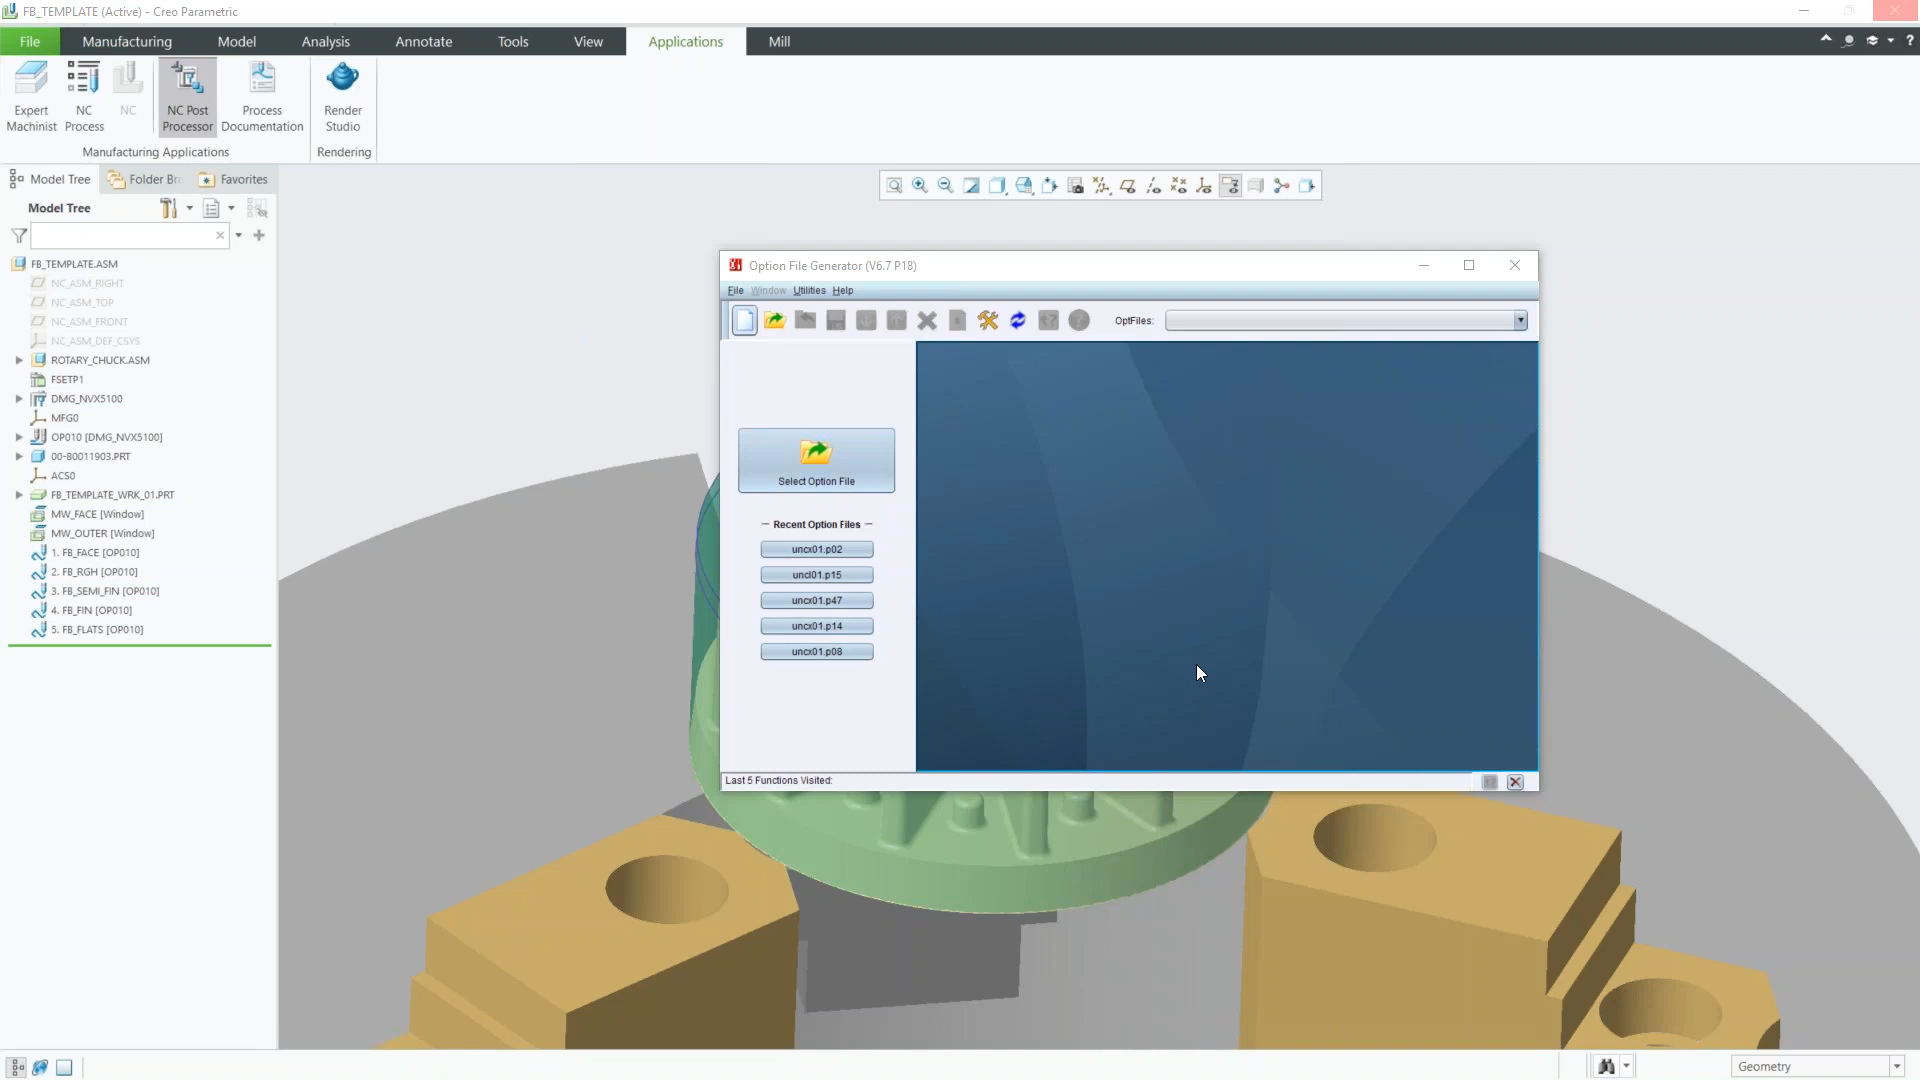 FB_TEMPLATE (Active) - Creo Parametric
File Manufacturing Model Analysis Annotate Tools View Applications Mill
Expert Machinist
NC Process
NC
NC Post Processor
Process Documentation
Render Studio
Manufacturing Applications
Rendering
Model Tree
Folder Br
Favorites
Model Tree
FB_TEMPLATE.ASM
NC_ASM_RIGHT
NC_ASM_TOP
NC_ASM_FRONT
NC_ASM_DEF_CSYS
ROTARY_CHUCK.ASM
FSETP1
DMG_NVX5100
MFG0
OP010 [DMG_NVX5100]
00-80011903.PRT
ACS0
FB_TEMPLATE_WRK_01.PRT
MW_FACE [Window]
MW_OUTER [Window]
1. FB_FACE [OP010]
2. FB_RGH [OP010]
3. FB_SEMI_FIN [OP010]
4. FB_FIN [OP010]
5. FB_FLATS [OP010]
Option File Generator (V6.7 P18)
File Window Utilities Help
OptFiles:
Select Option File
Recent Option Files
uncx01.p02
uncl01.p15
uncx01.p47
uncx01.p14
uncx01.p08
Last 5 Functions Visited:
Geometry